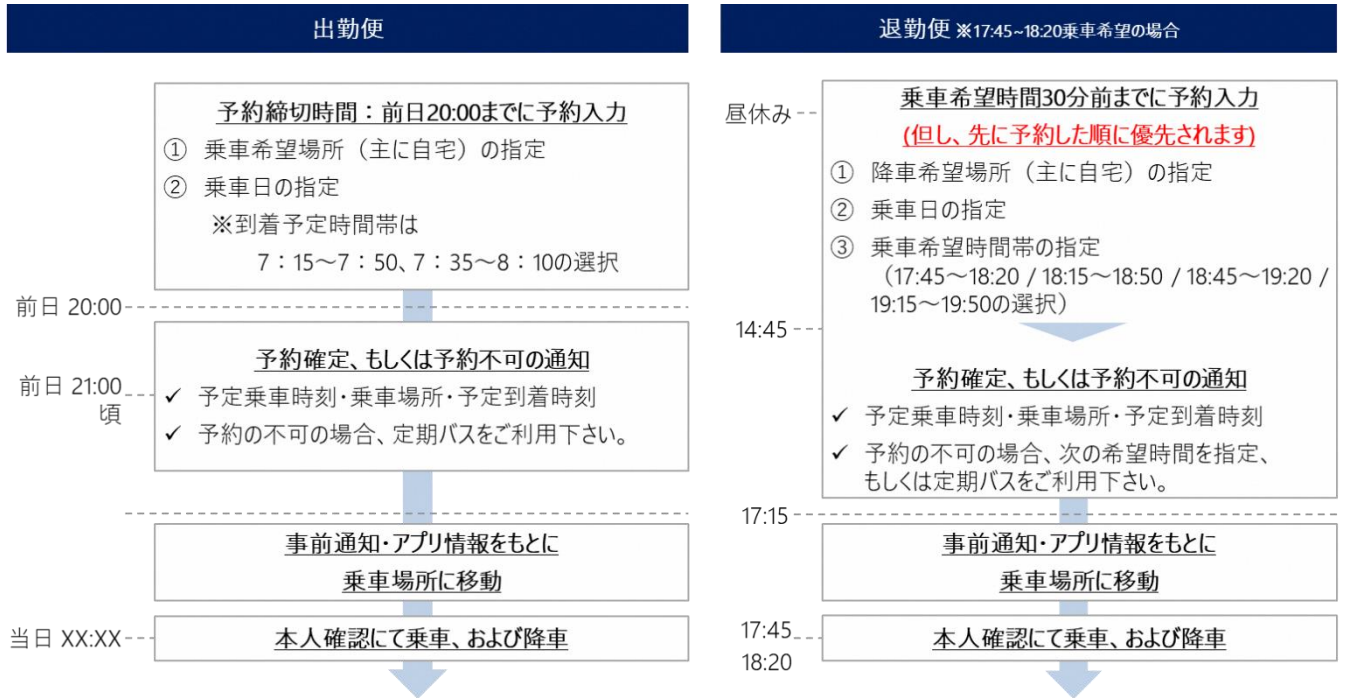 出勤便
予約締切時間：前日20:00までに予約入力
① 乗車希望場所（主に自宅）の指定
② 乗車日の指定
※到着予定時間帯は
7：15～7：50、7：35～8：10の選択
前日 20:00
予約確定、もしくは予約不可の通知
前日 21:00
頃
✓ 予定乗車時刻・乗車場所・予定到着時刻
✓ 予約の不可の場合、定期バスをご利用下さい。
事前通知・アプリ情報をもとに
乗車場所に移動
当日 XX:XX
本人確認にて乗車、および降車
退勤便 ※17:45~18:20乗車希望の場合
昼休み
乗車希望時間30分前までに予約入力
(但し、先に予約した順に優先されます)
① 降車希望場所（主に自宅）の指定
② 乗車日の指定
③ 乗車希望時間帯の指定
（17:45～18:20 / 18:15～18:50 / 18:45～19:20 /
19:15～19:50の選択）
14:45
予約確定、もしくは予約不可の通知
✓ 予定乗車時刻・乗車場所・予定到着時刻
✓ 予約の不可の場合、次の希望時間を指定、
もしくは定期バスをご利用下さい。
17:15
事前通知・アプリ情報をもとに
乗車場所に移動
17:45
18:20
本人確認にて乗車、および降車